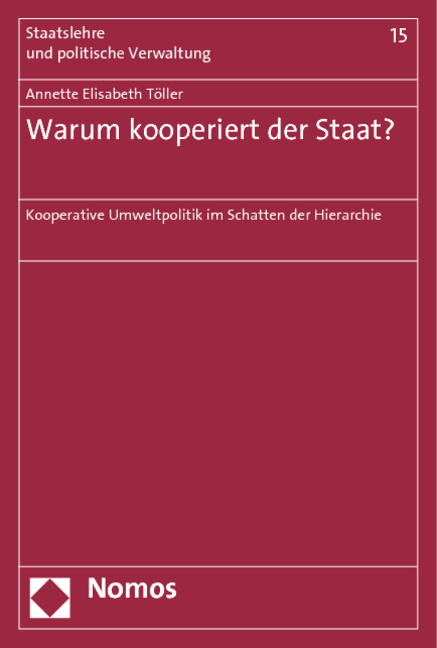 Staatslehre
und politische Verwaltung
15
Annette Elisabeth Töller
Warum kooperiert der Staat?
Kooperative Umweltpolitik im Schatten der Hierarchie
Nomos